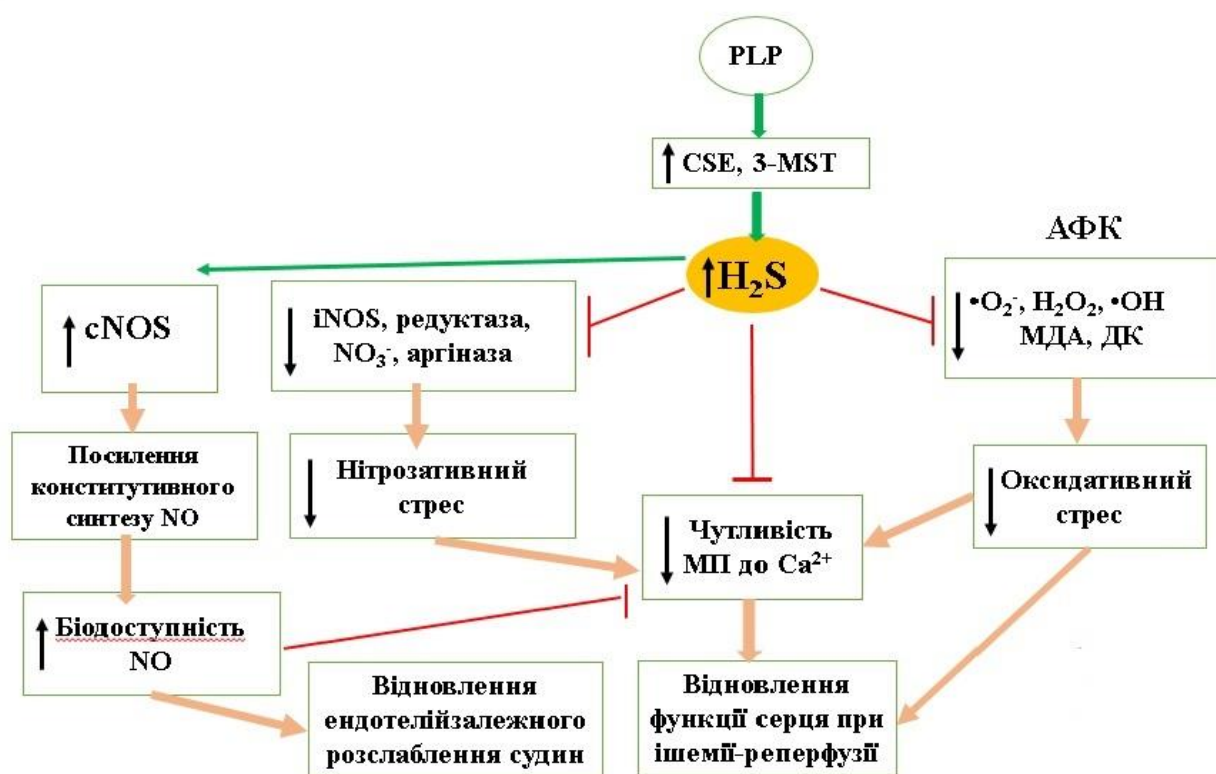 PLP
↑ CSE, 3-MST
АФК
↑H₂S
↑ cNOS
↓ iNOS, редуктаза,
NO₃⁻, аргіназа
↓ •O₂⁻, H₂O₂, •OH
МДА, ДК
Посилення
конститутивного
синтезу NO
↓ Нітрозативний
стрес
↓ Чутливість
МП до Ca²⁺
↓ Оксидативний
стрес
↑ Біодоступність
NO
Відновлення
ендотелійзалежного
розслаблення судин
Відновлення
функції серця при
ішемії-реперфузії